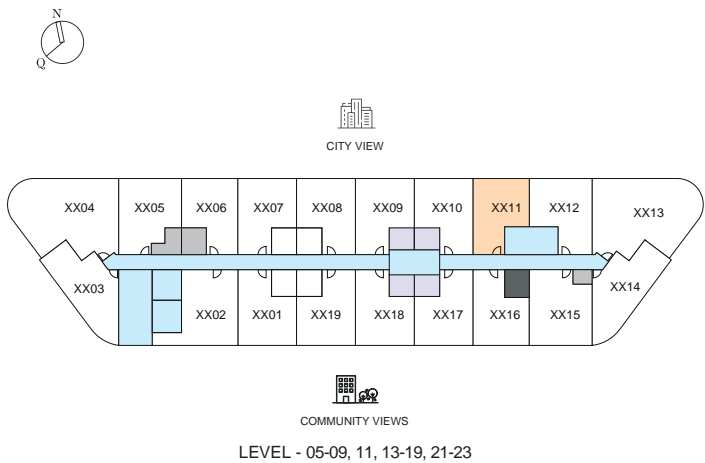 N
Q
CITY VIEW
XX04 XX05 XX06 XX07 XX08 XX09 XX10 XX11 XX12 XX13
XX03 XX14
XX02 XX01 XX19 XX18 XX17 XX16 XX15
COMMUNITY VIEWS
LEVEL - 05-09, 11, 13-19, 21-23